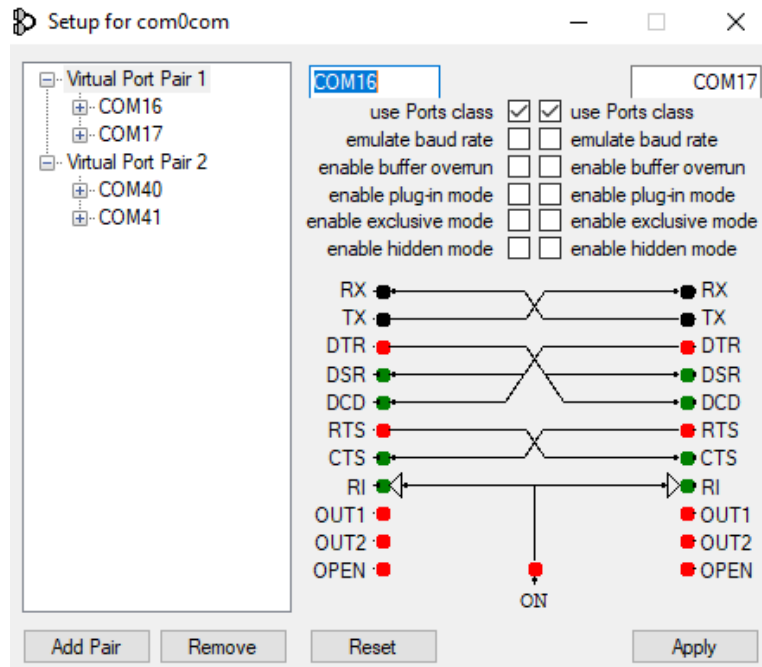 Setup for com0com
Virtual Port Pair 1
COM16
COM17
Virtual Port Pair 2
COM40
COM41
COM16 COM17
use Ports class use Ports class
emulate baud rate emulate baud rate
enable buffer overrun enable buffer overrun
enable plug-in mode enable plug-in mode
enable exclusive mode enable exclusive mode
enable hidden mode enable hidden mode
RX RX
TX TX
DTR DTR
DSR DSR
DCD DCD
RTS RTS
CTS CTS
RI RI
OUT1 OUT1
OUT2 OUT2
OPEN OPEN
ON
Add Pair Remove Reset Apply